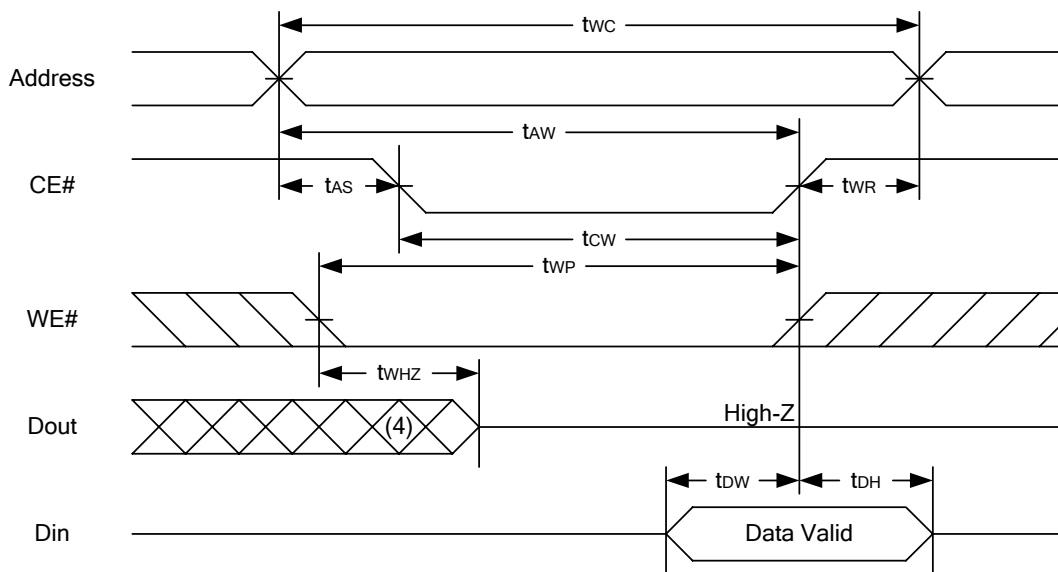 tWC
Address
tAW
CE#
tAS
tWR
tCW
tWP
WE#
tWHZ
Dout
(4)
High-Z
tDW
tDH
Din
Data Valid